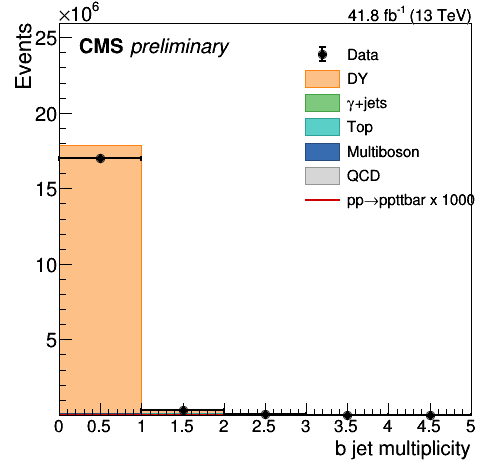 ×10⁶
41.8 fb⁻¹ (13 TeV)
Events
CMS preliminary
Data
DY
γ+jets
Top
Multiboson
QCD
pp→ppttbar x 1000
25
20
15
10
5
0 0.5 1 1.5 2 2.5 3 3.5 4 4.5 5
b jet multiplicity